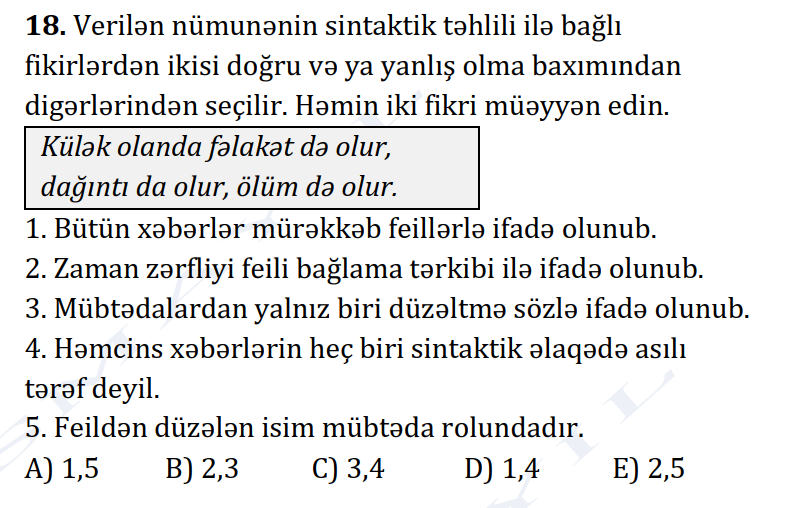 18. Verilən nümunənin sintaktik təhlili ilə bağlı
fikirlərdən ikisi doğru və ya yanlış olma baxımından
digərlərindən seçilir. Həmin iki fikri müəyyən edin.
Külək olanda fəlakət də olur,
dağıntı da olur, ölüm də olur.
1. Bütün xəbərlər mürəkkəb feillərlə ifadə olunub.
2. Zaman zərfliyi feili bağlama tərkibi ilə ifadə olunub.
3. Mübtədalardan yalnız biri düzəltmə sözlə ifadə olunub.
4. Həmcins xəbərlərin heç biri sintaktik əlaqədə asılı
tərəf deyil.
5. Feildən düzələn isim mübtəda rolundadır.
A) 1,5 B) 2,3 C) 3,4 D) 1,4 E) 2,5